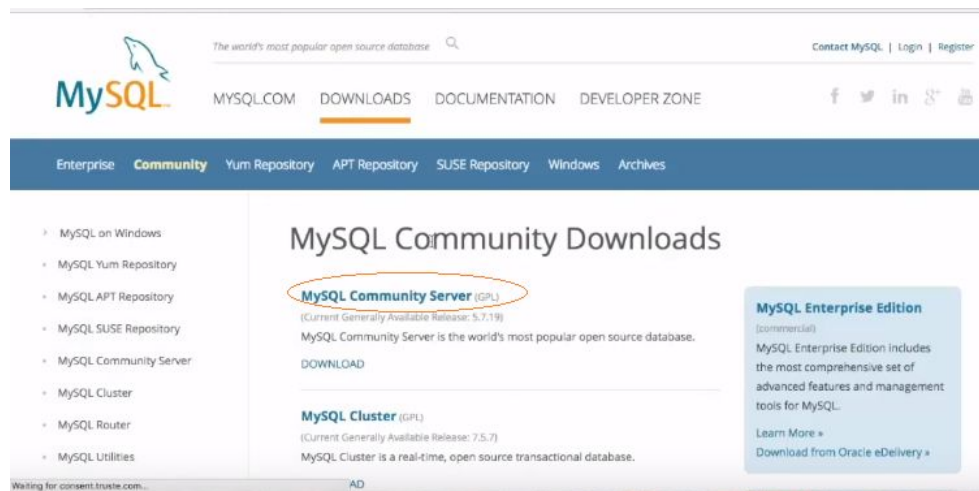 The world's most popular open source database
Contact MySQL | Login | Register
MySQL
MYSQL.COM DOWNLOADS DOCUMENTATION DEVELOPER ZONE
Enterprise Community Yum Repository APT Repository SUSE Repository Windows Archives
MySQL on Windows
MySQL Yum Repository
MySQL APT Repository
MySQL SUSE Repository
MySQL Community Server
MySQL Cluster
MySQL Router
MySQL Utilities
MySQL Community Downloads
MySQL Community Server (GPL)
(Current Generally Available Release: 5.7.19)
MySQL Community Server is the world's most popular open source database.
DOWNLOAD
MySQL Cluster (GPL)
(Current Generally Available Release: 7.5.7)
MySQL Cluster is a real-time, open source transactional database.
AD
MySQL Enterprise Edition
(commercial)
MySQL Enterprise Edition includes
the most comprehensive set of
advanced features and management
tools for MySQL.
Learn More »
Download from Oracle eDelivery »
Waiting for consent.truste.com...